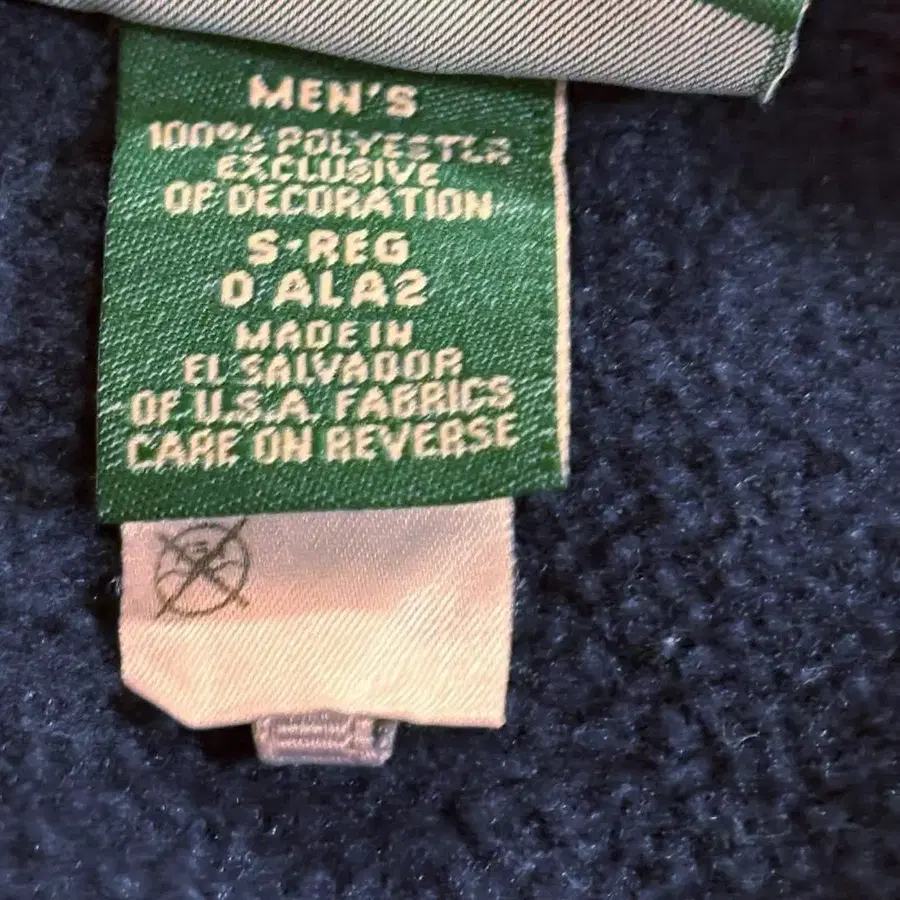 MEN'S
100% POLYESTER
EXCLUSIVE
OF DECORATION
S-REG
0 ALA2
MADE IN
EL SALVADOR
OF U.S.A. FABRICS
CARE ON REVERSE